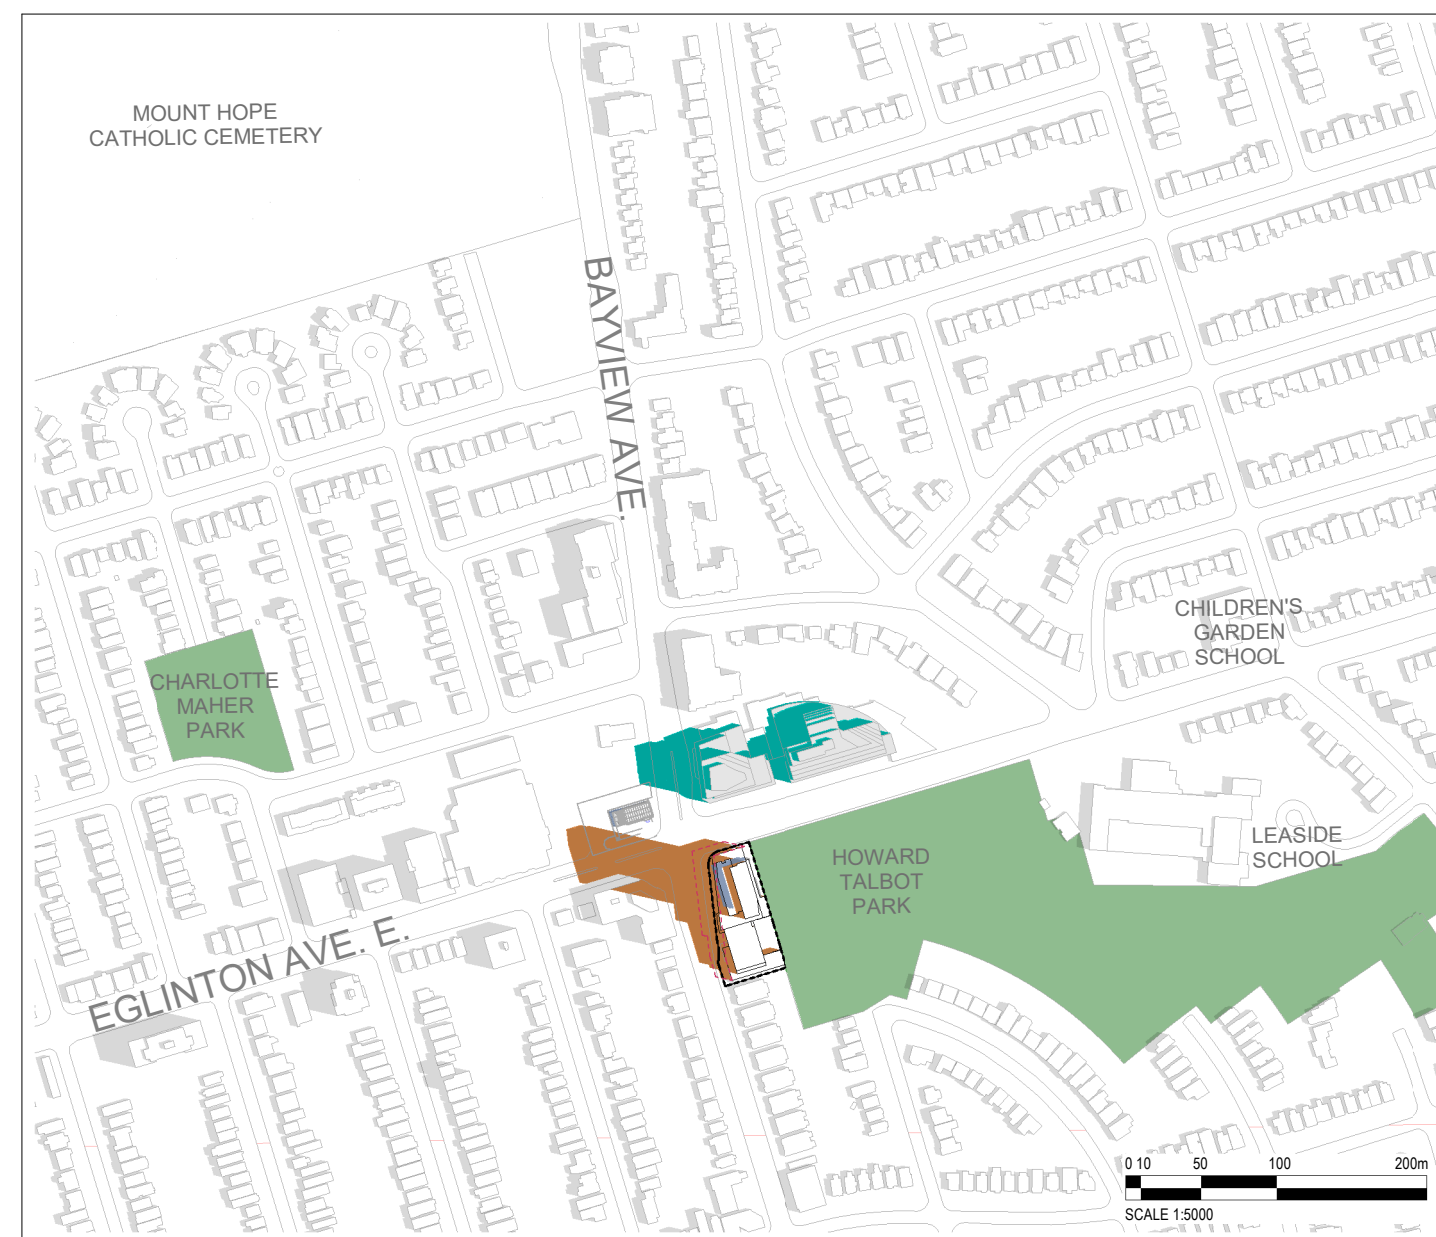 MOUNT HOPE
CATHOLIC CEMETERY
BAYVIEW AVE.
CHILDREN'S
GARDEN
SCHOOL
CHARLOTTE
MAHER
PARK
HOWARD
TALBOT
PARK
LEASIDE
SCHOOL
EGLINTON AVE. E.
0 10 50 100 200m
SCALE 1:5000